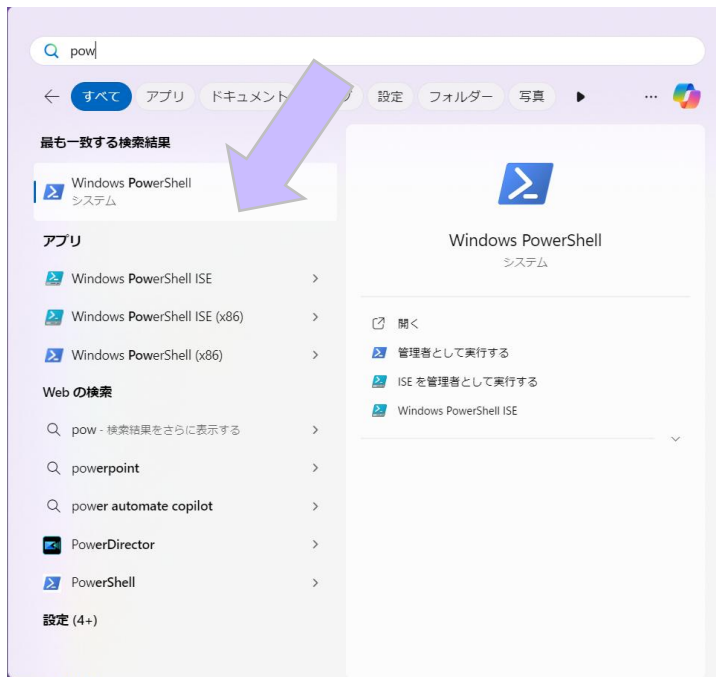 pow
すべて アプリ ドキュメント 設定 フォルダー 写真 ...
最も一致する検索結果
Windows PowerShell
システム
アプリ
Windows PowerShell ISE
Windows PowerShell ISE (x86)
Windows PowerShell (x86)
Web の検索
pow - 検索結果をさらに表示する
powerpoint
power automate copilot
PowerDirector
PowerShell
設定 (4+)
Windows PowerShell
システム
開く
管理者として実行する
ISE を管理者として実行する
Windows PowerShell ISE